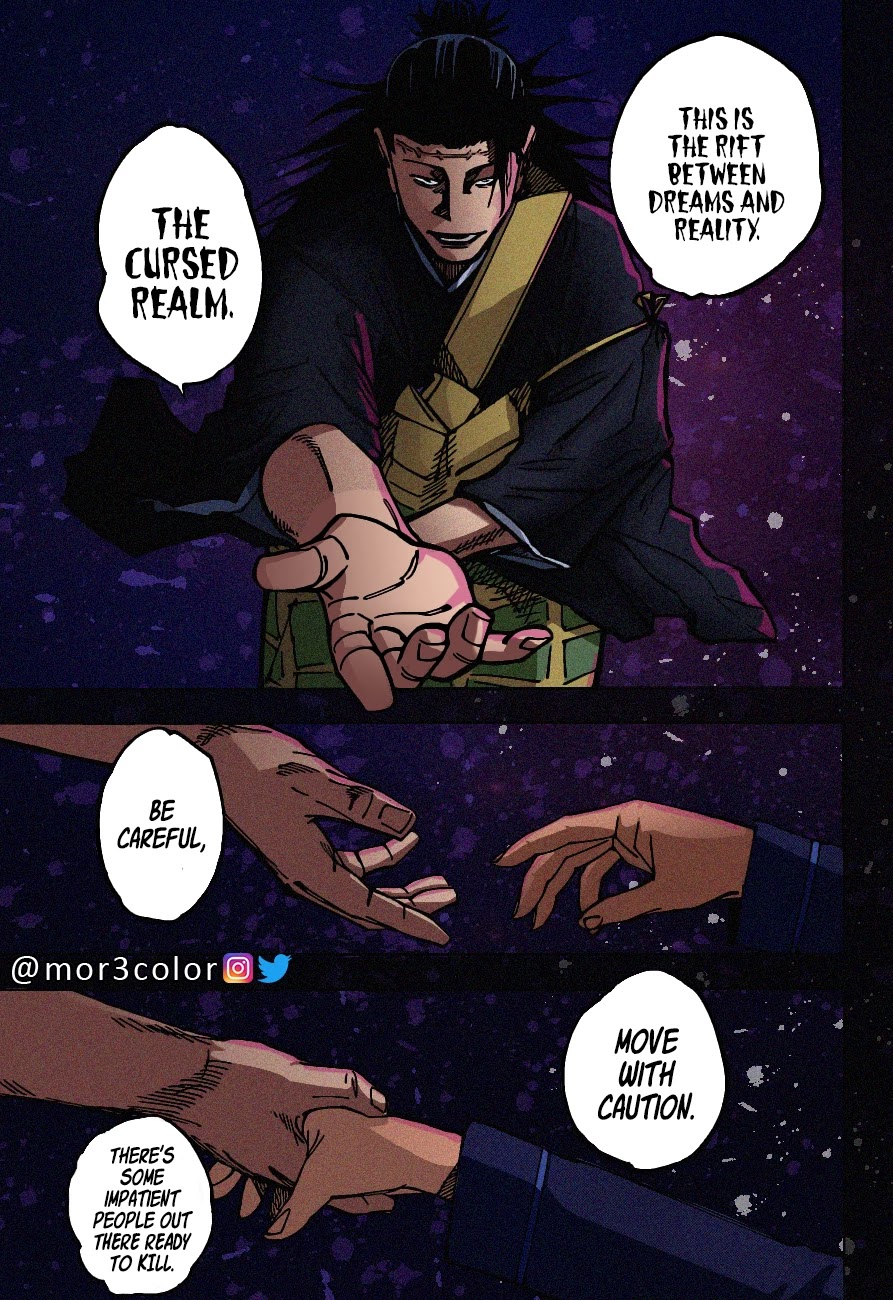 THIS IS
THE RIFT
BETWEEN
DREAMS AND
REALITY.
THE
CURSED
REALM.
BE
CAREFUL,
@mor3color
MOVE
WITH
CAUTION.
THERE'S
SOME
IMPATIENT
PEOPLE OUT
THERE READY
TO KILL.